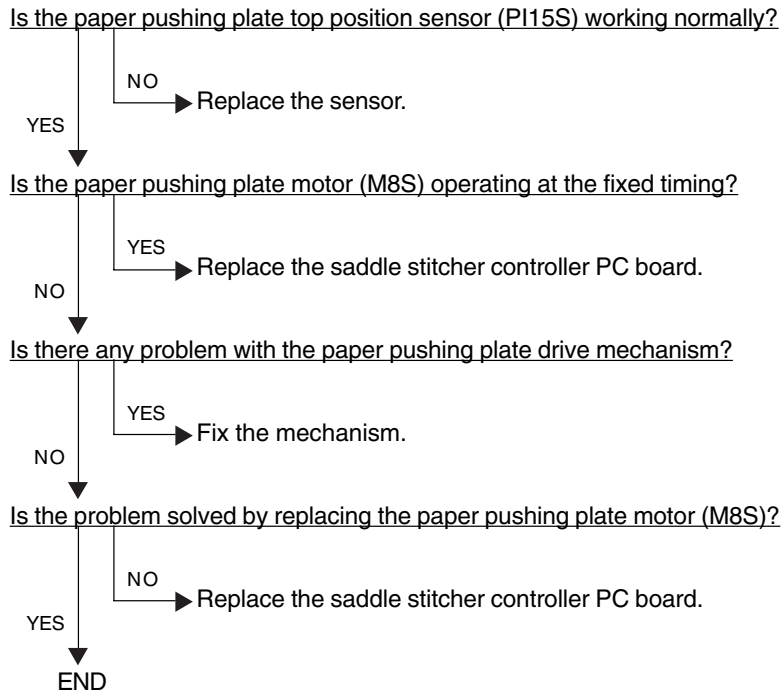 Is the paper pushing plate top position sensor (PI15S) working normally?
NO
Replace the sensor.
YES
Is the paper pushing plate motor (M8S) operating at the fixed timing?
YES
Replace the saddle stitcher controller PC board.
NO
Is there any problem with the paper pushing plate drive mechanism?
YES
Fix the mechanism.
NO
Is the problem solved by replacing the paper pushing plate motor (M8S)?
NO
Replace the saddle stitcher controller PC board.
YES
END